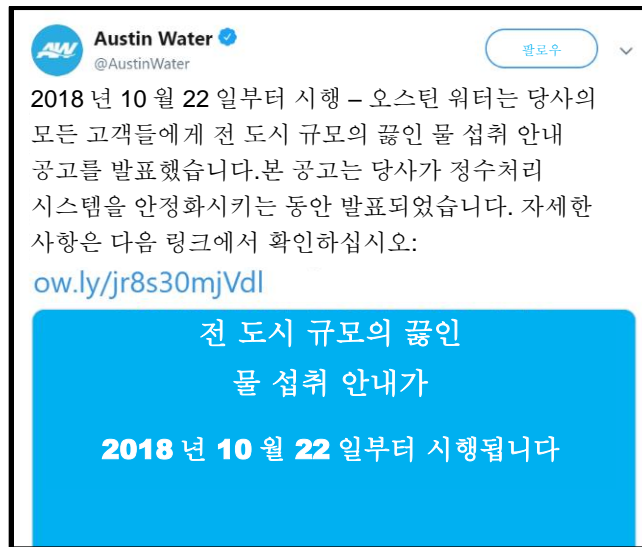 AW
Austin Water
@AustinWater
팔로우
2018 년 10 월 22 일부터 시행 – 오스틴 워터는 당사의
모든 고객들에게 전 도시 규모의 끓인 물 섭취 안내
공고를 발표했습니다.본 공고는 당사가 정수처리
시스템을 안정화시키는 동안 발표되었습니다. 자세한
사항은 다음 링크에서 확인하십시오:
ow.ly/jr8s30mjVdl
전 도시 규모의 끓인
물 섭취 안내가
2018 년 10 월 22 일부터 시행됩니다